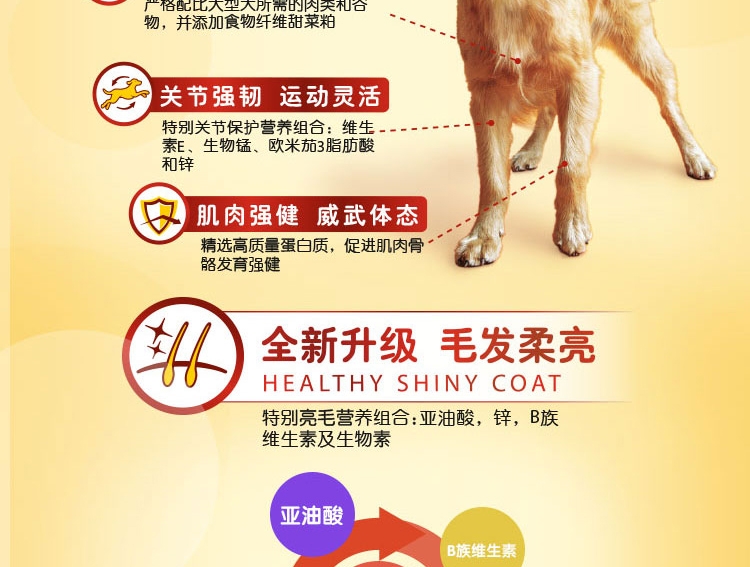 严格配比大型犬所需的肉类和谷
物，并添加食物纤维甜菜粕
关节强韧 运动灵活
特别关节保护营养组合：维生
素E、生物锰、欧米茄3脂肪酸
和锌
肌肉强健 威武体态
精选高质量蛋白质，促进肌肉骨
骼发育强健
全新升级 毛发柔亮
HEALTHY SHINY COAT
特别亮毛营养组合:亚油酸，锌，B族
维生素及生物素
亚油酸
B族维生素